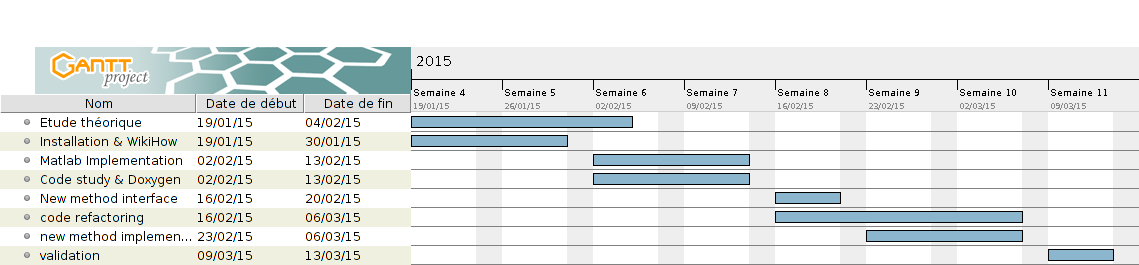 GANTT
project
2015
Semaine 4 Semaine 5 Semaine 6 Semaine 7 Semaine 8 Semaine 9 Semaine 10 Semaine 11
19/01/15 26/01/15 02/02/15 09/02/15 16/02/15 23/02/15 02/03/15 09/03/15
Nom Date de début Date de fin
Etude théorique 19/01/15 04/02/15
Installation & WikiHow 19/01/15 30/01/15
Matlab Implementation 02/02/15 13/02/15
Code study & Doxygen 02/02/15 13/02/15
New method interface 16/02/15 20/02/15
code refactoring 16/02/15 06/03/15
new method implemen... 23/02/15 06/03/15
validation 09/03/15 13/03/15